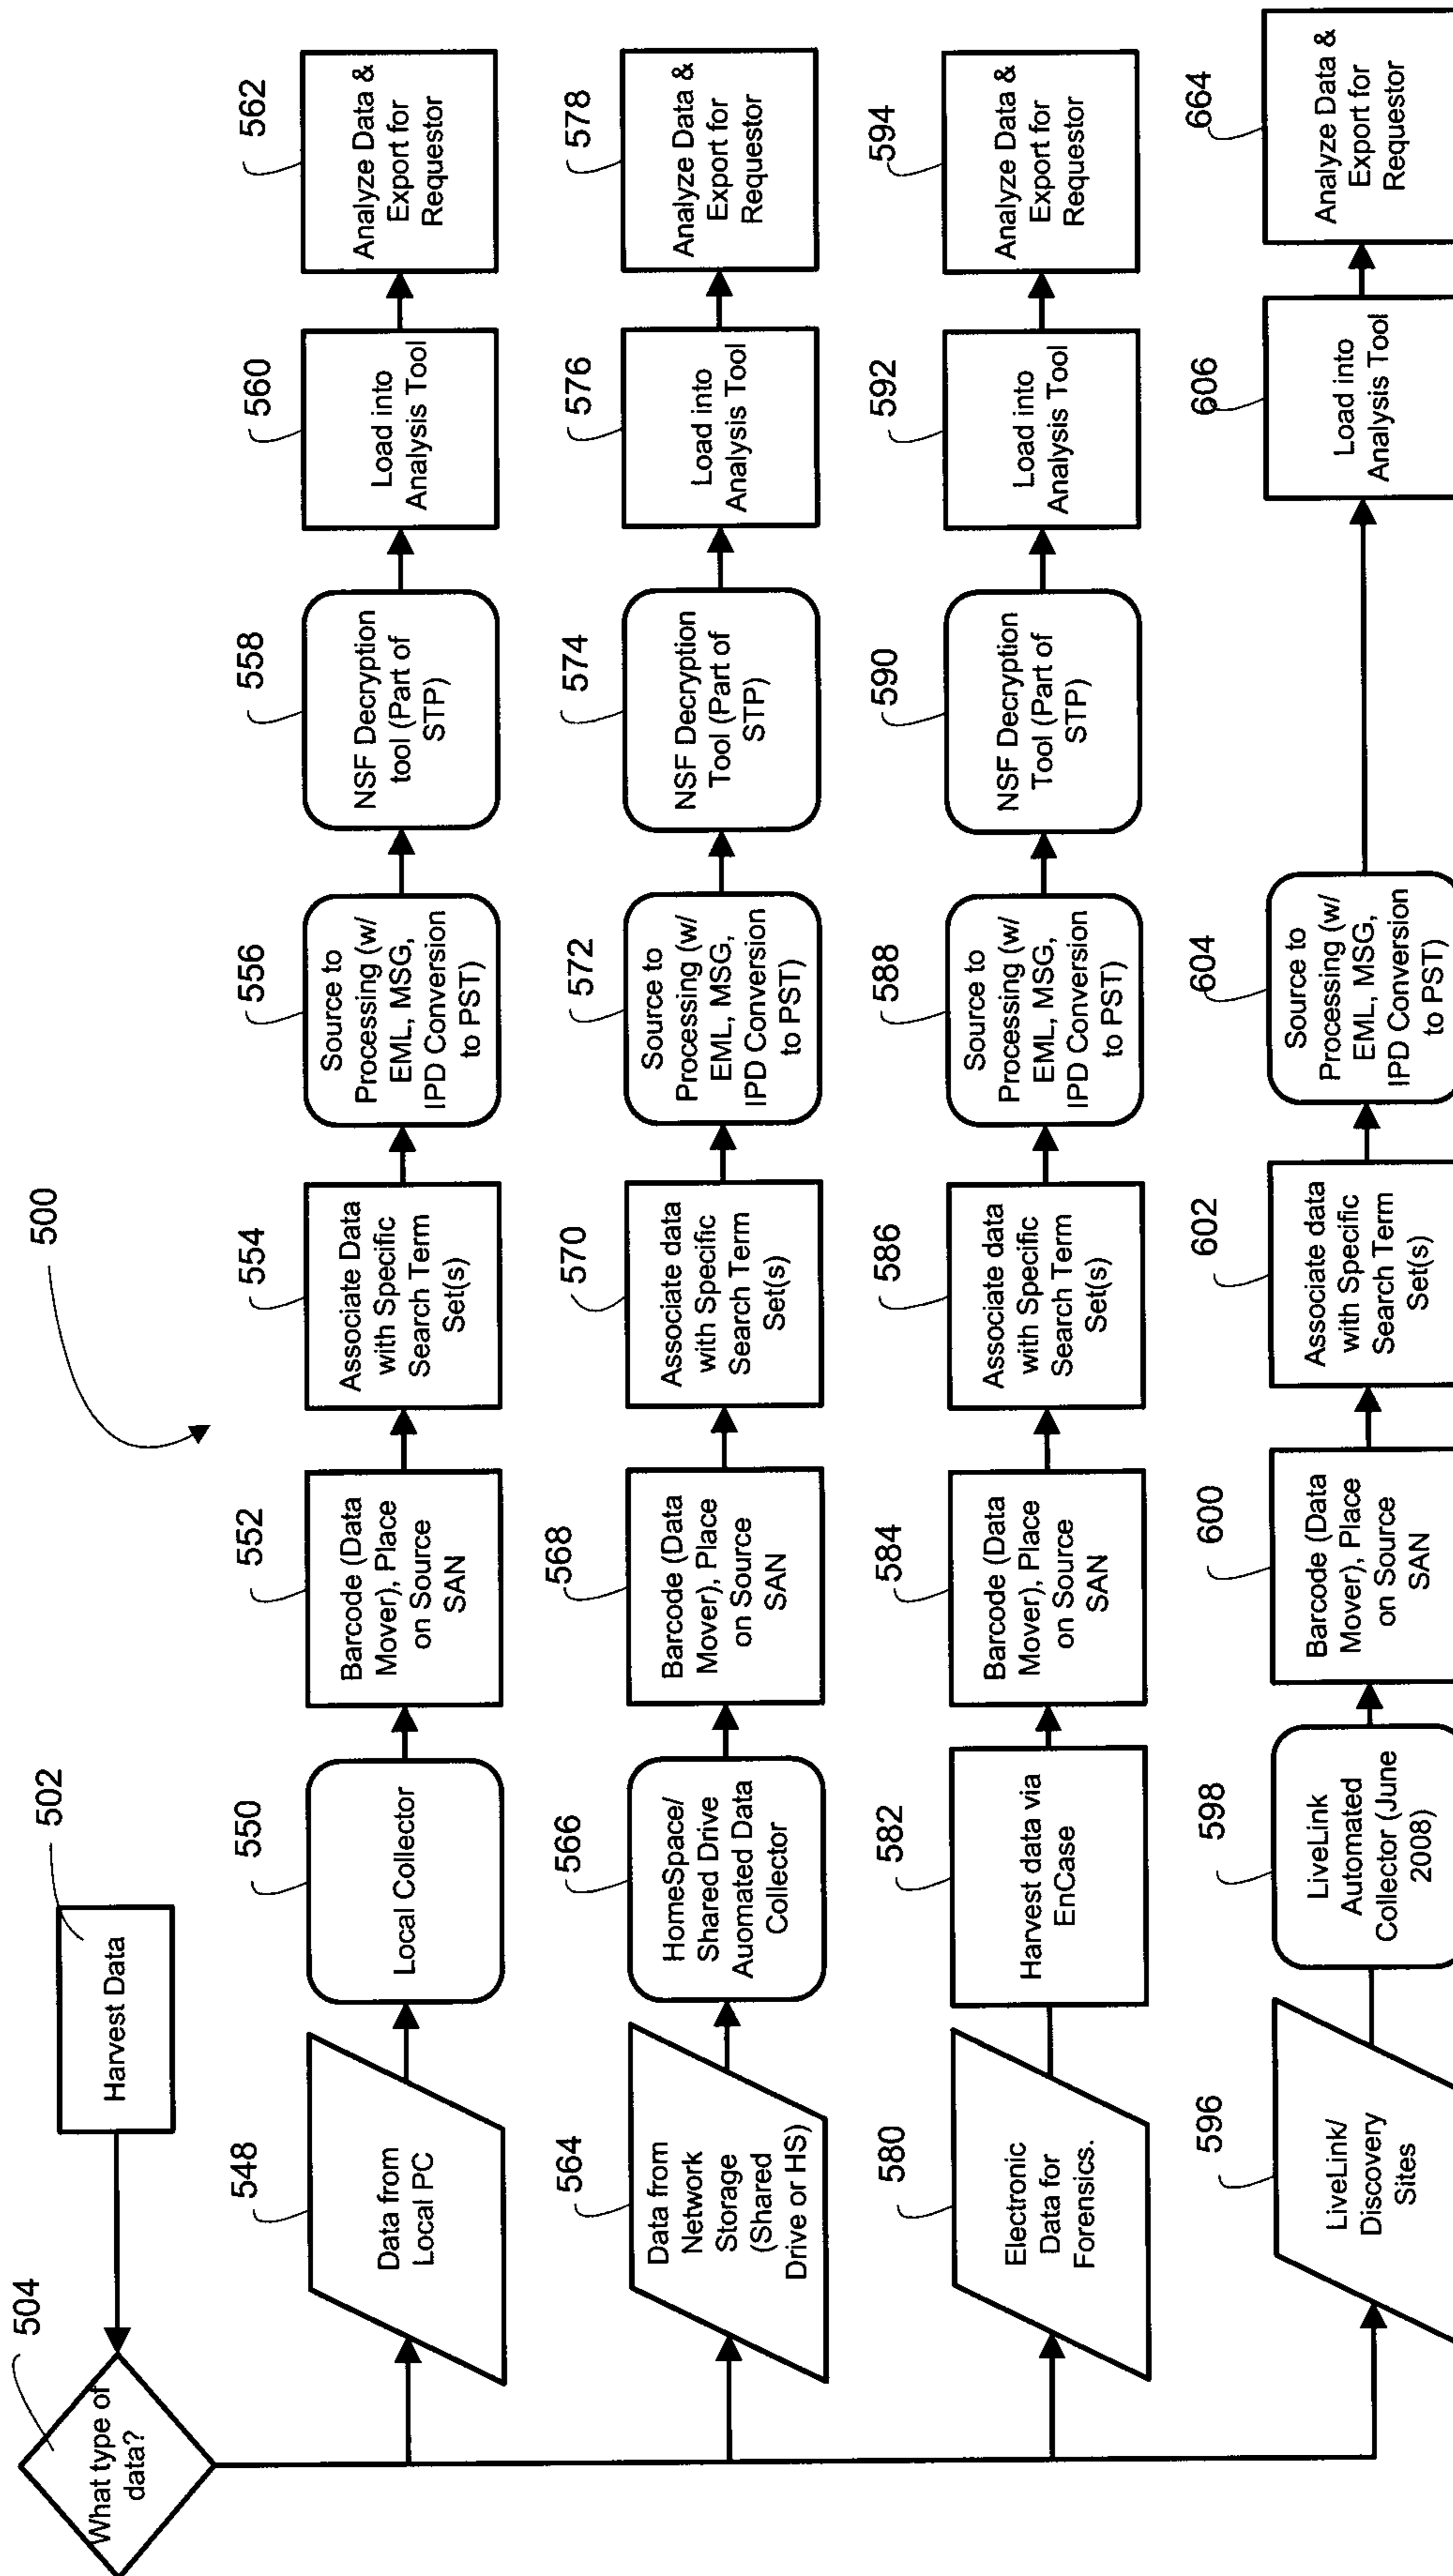 500
502
Harvest Data
504
What type of
data?
548
Data from
Local PC
550
Local Collector
552
Barcode (Data
Mover), Place
on Source
SAN
554
Associate Data
with Specific
Search Term
Set(s)
556
Source to
Processing (w/
EML, MSG,
IPD Conversion
to PST)
558
NSF Decryption
tool (Part of
STP)
560
Load into
Analysis Tool
562
Analyze Data &
Export for
Requestor
564
Data from
Network
Storage
(Shared
Drive or HS)
566
HomeSpace/
Shared Drive
Auomated Data
Collector
568
Barcode (Data
Mover), Place
on Source
SAN
570
Associate data
with Specific
Search Term
Set(s)
572
Source to
Processing (w/
EML, MSG,
IPD Conversion
to PST)
574
NSF Decryption
Tool (Part of
STP)
576
Load into
Analysis Tool
578
Analyze Data &
Export for
Requestor
580
Electronic
Data for
Forensics.
582
Harvest data via
EnCase
584
Barcode (Data
Mover), Place
on Source
SAN
586
Associate data
with Specific
Search Term
Set(s)
588
Source to
Processing (w/
EML, MSG,
IPD Conversion
to PST)
590
NSF Decryption
Tool (Part of
STP)
592
Load into
Analysis Tool
594
Analyze Data &
Export for
Requestor
596
LiveLink/
Discovery
Sites
598
LiveLink
Automated
Collector (June
2008)
600
Barcode (Data
Mover), Place
on Source
SAN
602
Associate data
with Specific
Search Term
Set(s)
604
Source to
Processing (w/
EML, MSG,
IPD Conversion
to PST)
606
Load into
Analysis Tool
664
Analyze Data &
Export for
Requestor